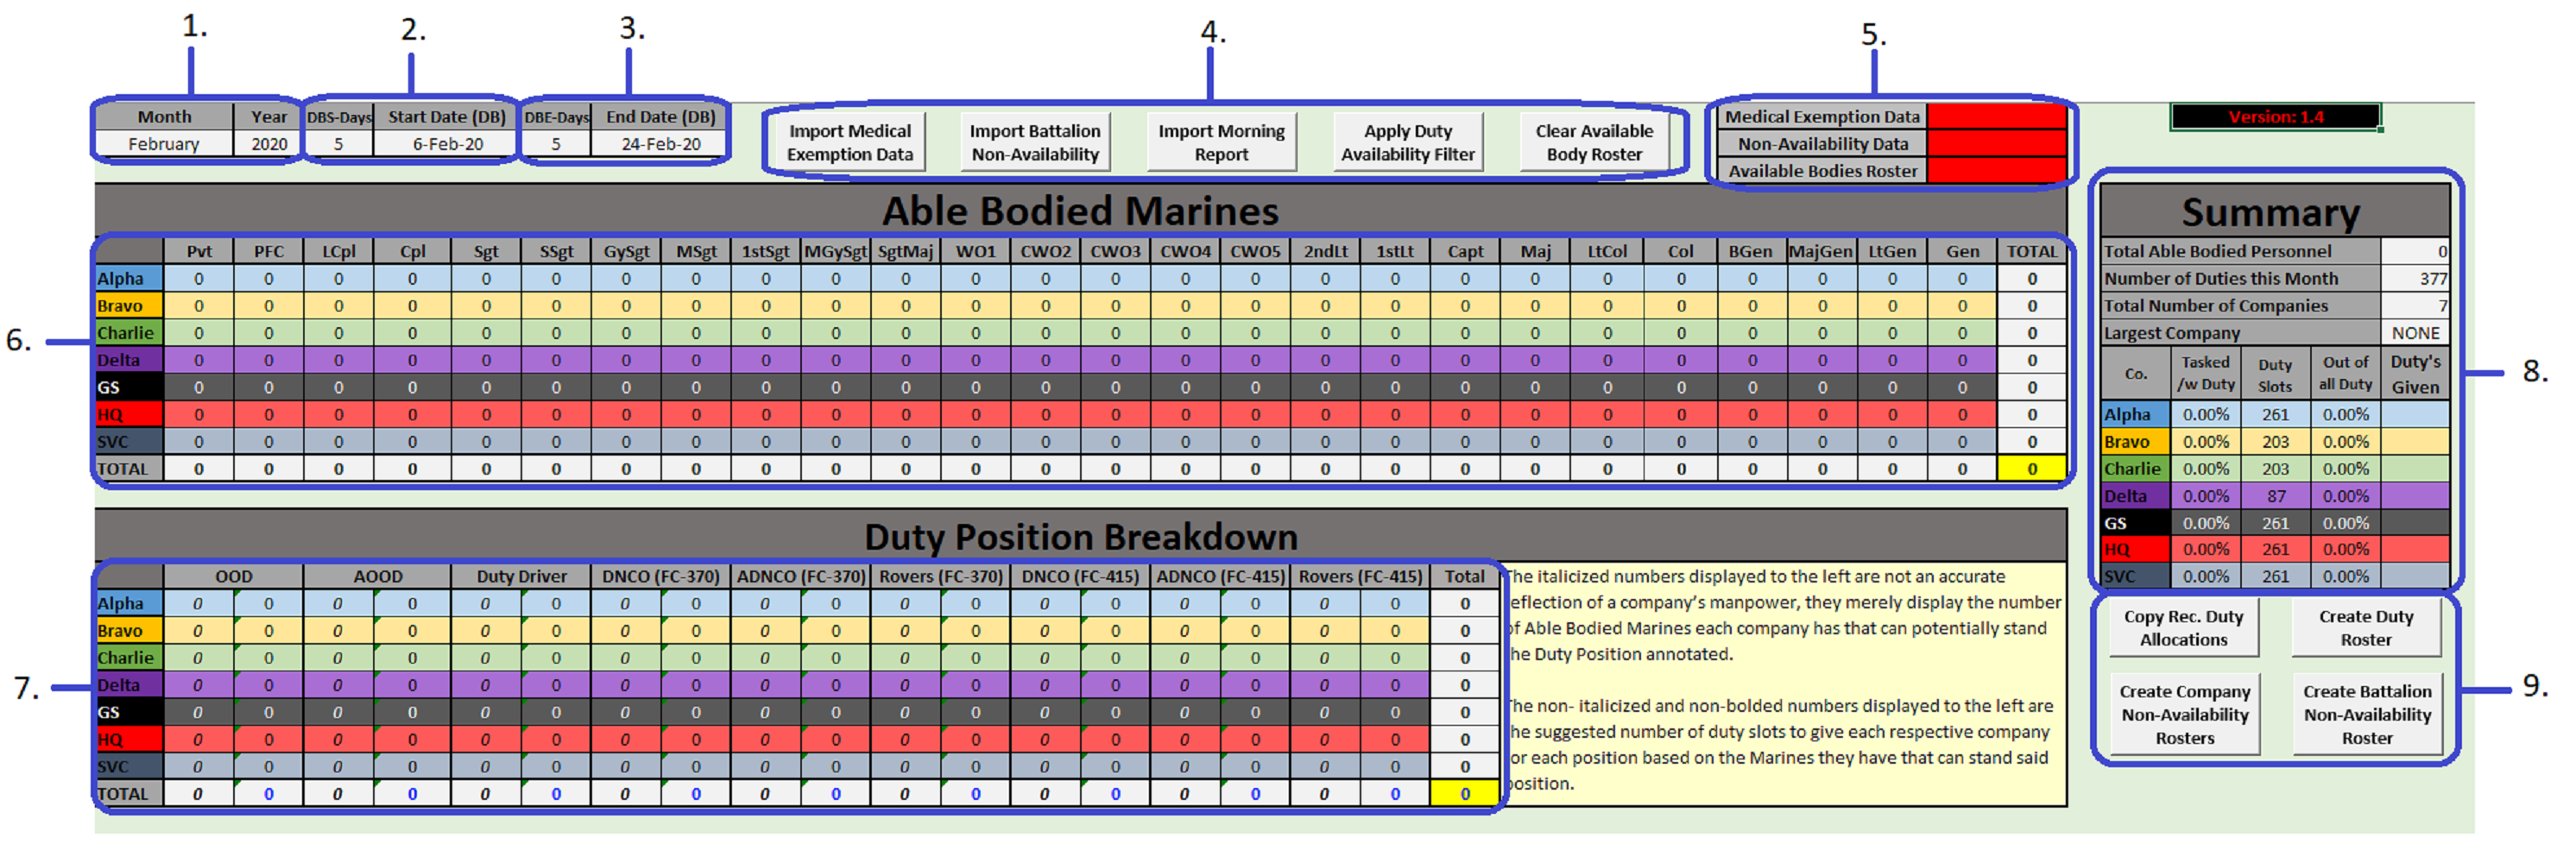 1.
2.
3.
4.
5.
Month Year DBS-Days Start Date (DB) DBE-Days End Date (DB)
February 2020 5 6-Feb-20 5 24-Feb-20
Import Medical
Exemption Data
Import Battalion
Non-Availability
Import Morning
Report
Apply Duty
Availability Filter
Clear Available
Body Roster
Medical Exemption Data
Non-Availability Data
Available Bodies Roster
Version: 1.4
Able Bodied Marines
6.
Pvt PFC LCpl Cpl Sgt SSgt GySgt MSgt 1stSgt MGySgt SgtMaj WO1 CWO2 CWO3 CWO4 CWO5 2ndLt 1stLt Capt Maj LtCol Col BGen MajGen LtGen Gen TOTAL
Alpha 0 0 0 0 0 0 0 0 0 0 0 0 0 0 0 0 0 0 0 0 0 0 0 0 0 0 0
Bravo 0 0 0 0 0 0 0 0 0 0 0 0 0 0 0 0 0 0 0 0 0 0 0 0 0 0 0
Charlie 0 0 0 0 0 0 0 0 0 0 0 0 0 0 0 0 0 0 0 0 0 0 0 0 0 0 0
Delta 0 0 0 0 0 0 0 0 0 0 0 0 0 0 0 0 0 0 0 0 0 0 0 0 0 0 0
GS 0 0 0 0 0 0 0 0 0 0 0 0 0 0 0 0 0 0 0 0 0 0 0 0 0 0 0
HQ 0 0 0 0 0 0 0 0 0 0 0 0 0 0 0 0 0 0 0 0 0 0 0 0 0 0 0
SVC 0 0 0 0 0 0 0 0 0 0 0 0 0 0 0 0 0 0 0 0 0 0 0 0 0 0 0
TOTAL 0 0 0 0 0 0 0 0 0 0 0 0 0 0 0 0 0 0 0 0 0 0 0 0 0 0 0
Duty Position Breakdown
7.
OOD AOOD Duty Driver DNCO (FC-370) ADNCO (FC-370) Rovers (FC-370) DNCO (FC-415) ADNCO (FC-415) Rovers (FC-415) Total
Alpha 0 0 0 0 0 0 0 0 0 0 0 0 0 0 0 0 0 0 0
Bravo 0 0 0 0 0 0 0 0 0 0 0 0 0 0 0 0 0 0 0
Charlie 0 0 0 0 0 0 0 0 0 0 0 0 0 0 0 0 0 0 0
Delta 0 0 0 0 0 0 0 0 0 0 0 0 0 0 0 0 0 0 0
GS 0 0 0 0 0 0 0 0 0 0 0 0 0 0 0 0 0 0 0
HQ 0 0 0 0 0 0 0 0 0 0 0 0 0 0 0 0 0 0 0
SVC 0 0 0 0 0 0 0 0 0 0 0 0 0 0 0 0 0 0 0
TOTAL 0 0 0 0 0 0 0 0 0 0 0 0 0 0 0 0 0 0 0
The italicized numbers displayed to the left are not an accurate
reflection of a company's manpower, they merely display the number
of Able Bodied Marines each company has that can potentially stand
the Duty Position annotated.
The non- italicized and non-bolded numbers displayed to the left are
the suggested number of duty slots to give each respective company
for each position based on the Marines they have that can stand said
position.
Summary
Total Able Bodied Personnel 0
Number of Duties this Month 377
Total Number of Companies 7
Largest Company NONE
8.
Co. Tasked /w Duty Duty Slots Out of all Duty Duty's Given
Alpha 0.00% 261 0.00%
Bravo 0.00% 203 0.00%
Charlie 0.00% 203 0.00%
Delta 0.00% 87 0.00%
GS 0.00% 261 0.00%
HQ 0.00% 261 0.00%
SVC 0.00% 261 0.00%
Copy Rec. Duty
Allocations
Create Duty
Roster
Create Company
Non-Availability
Rosters
Create Battalion
Non-Availability
Roster
9.